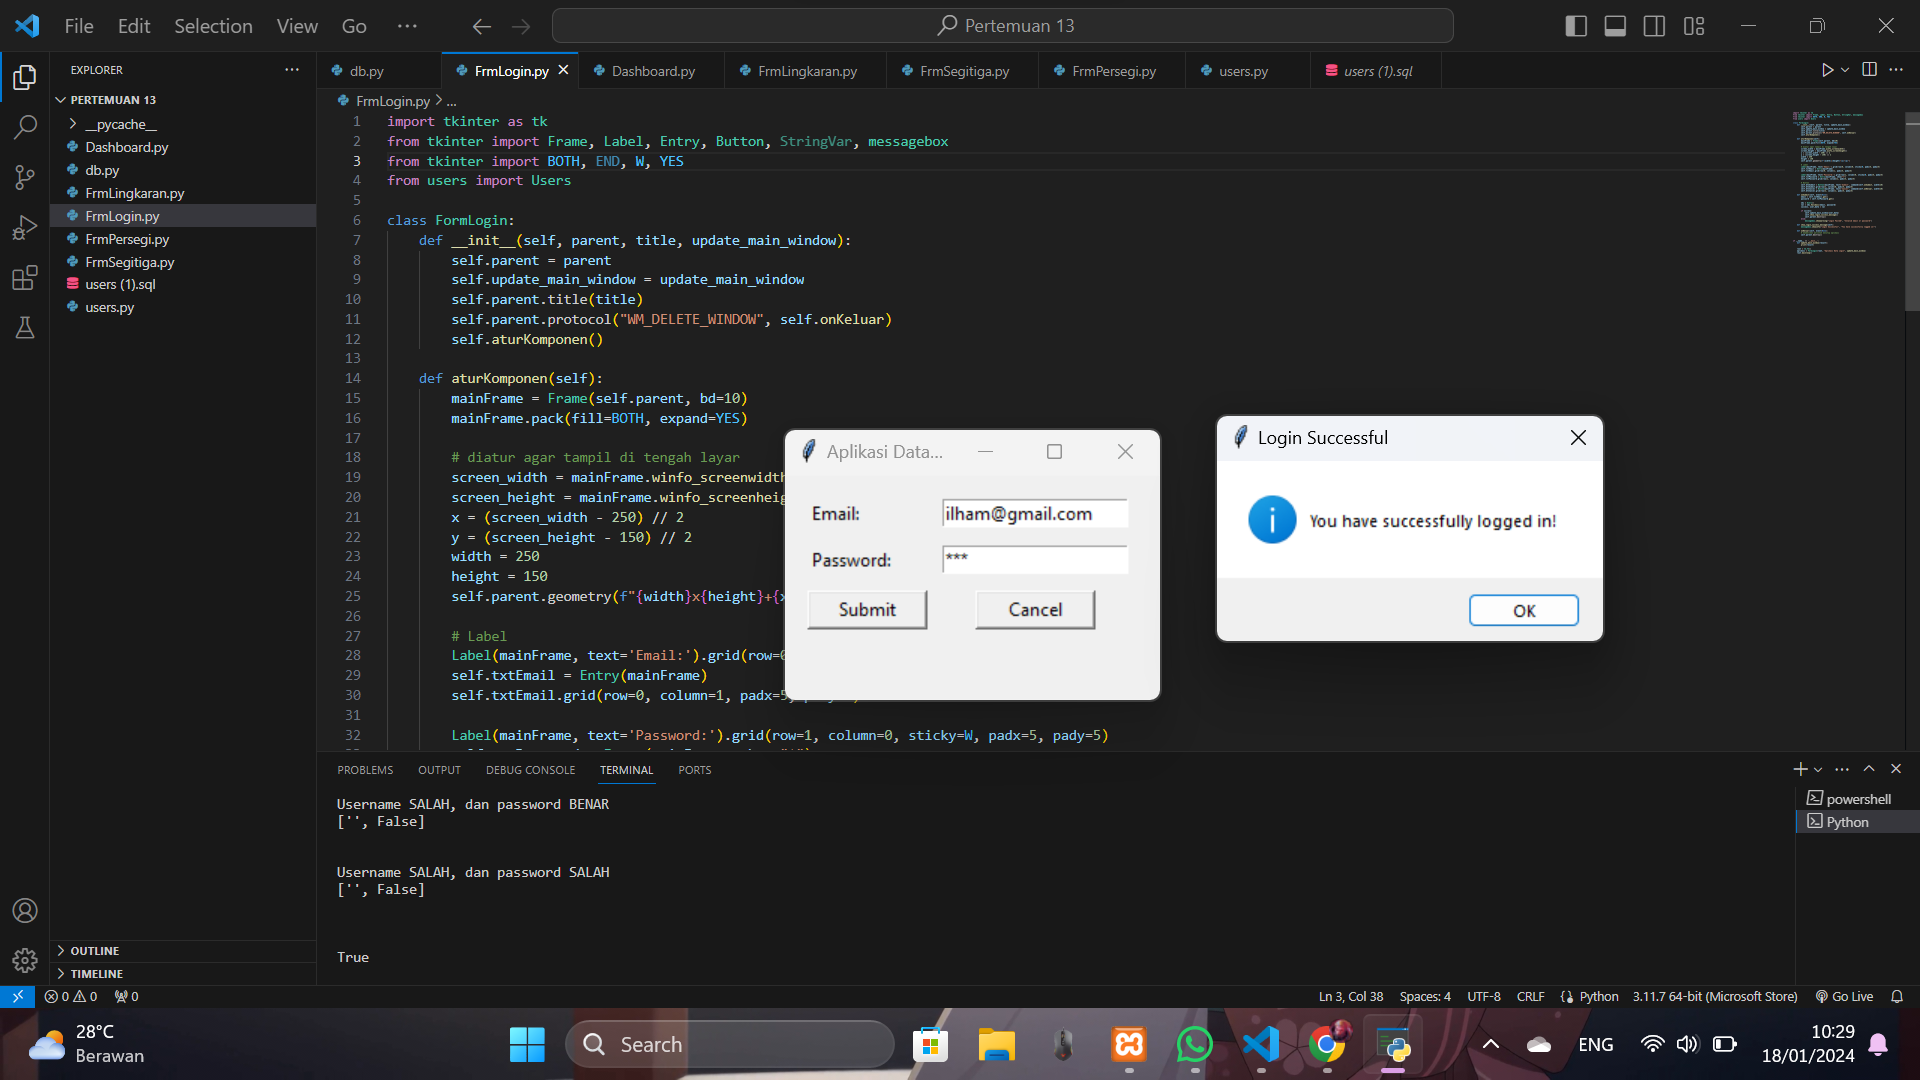 File Edit Selection View Go ··· Pertemuan 13
EXPLORER ···
PERTEMUAN 13
__pycache__
Dashboard.py
db.py
FrmLingkaran.py
FrmLogin.py
FrmPersegi.py
FrmSegitiga.py
users (1).sql
users.py
OUTLINE
TIMELINE
db.py FrmLogin.py Dashboard.py FrmLingkaran.py FrmSegitiga.py FrmPersegi.py users.py users (1).sql
FrmLogin.py > ...
1 import tkinter as tk
2 from tkinter import Frame, Label, Entry, Button, StringVar, messagebox
3 from tkinter import BOTH, END, W, YES
4 from users import Users
5
6 class FormLogin:
7 def __init__(self, parent, title, update_main_window):
8 self.parent = parent
9 self.update_main_window = update_main_window
10 self.parent.title(title)
11 self.parent.protocol("WM_DELETE_WINDOW", self.onKeluar)
12 self.aturKomponen()
13
14 def aturKomponen(self):
15 mainFrame = Frame(self.parent, bd=10)
16 mainFrame.pack(fill=BOTH, expand=YES)
17
18 # diatur agar tampil di tengah layar
19 screen_width = mainFrame.winfo_screenwidth
20 screen_height = mainFrame.winfo_screenheig
21 x = (screen_width - 250) // 2
22 y = (screen_height - 150) // 2
23 width = 250
24 height = 150
25 self.parent.geometry(f"{width}x{height}+{x
26
27 # Label
28 Label(mainFrame, text='Email:').grid(row=0
29 self.txtEmail = Entry(mainFrame)
30 self.txtEmail.grid(row=0, column=1, padx=5,
31
32 Label(mainFrame, text='Password:').grid(row=1, column=0, sticky=W, padx=5, pady=5)
Aplikasi Data...
Email: ilham@gmail.com
Password: ***
Submit Cancel
Login Successful
You have successfully logged in!
OK
PROBLEMS OUTPUT DEBUG CONSOLE TERMINAL PORTS
Username SALAH, dan password BENAR
['', False]
Username SALAH, dan password SALAH
['', False]
True
powershell
Python
0 0 0 Ln 3, Col 38 Spaces: 4 UTF-8 CRLF {} Python 3.11.7 64-bit (Microsoft Store) Go Live
28°C
Berawan
Search
ENG
10:29
18/01/2024